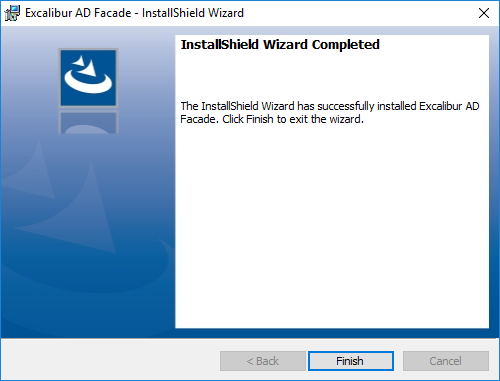 Excalibur AD Facade - InstallShield Wizard
InstallShield Wizard Completed
The InstallShield Wizard has successfully installed Excalibur AD
Facade. Click Finish to exit the wizard.
< Back
Finish
Cancel